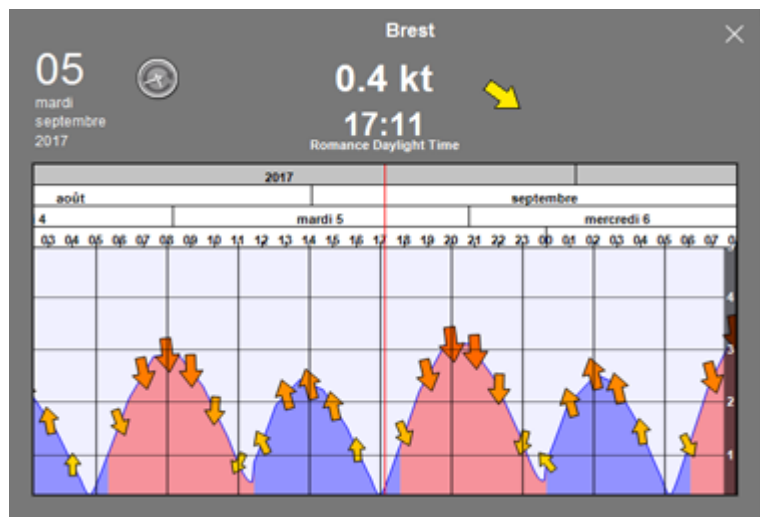 Brest
05
mardi
septembre
2017
0.4 kt
17:11
Romance Daylight Time
2017
août septembre
4 mardi 5 mercredi 6
03 04 05 06 07 08 09 10 11 12 13 14 15 16 17 18 19 20 21 22 23 00 01 02 03 04 05 06 07 0
5
4
3
2
1